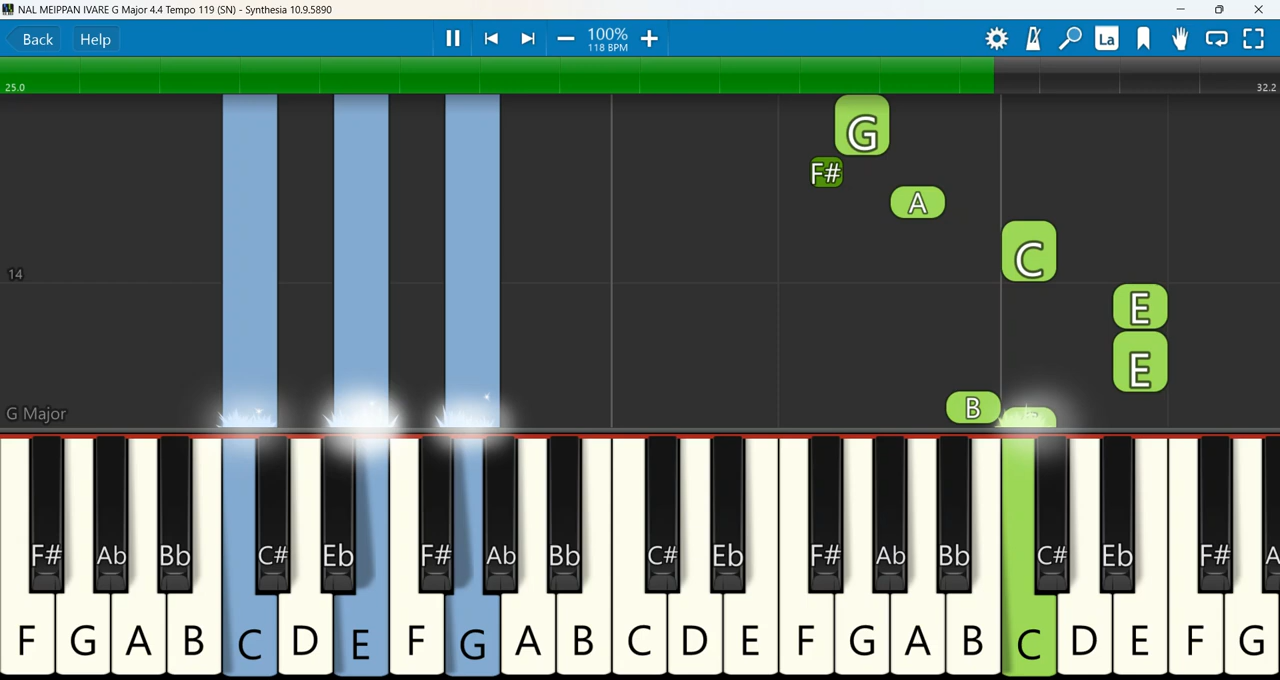 NAL MEIPPAN IVARE G Major 4.4 Tempo 119 (SN) - Synthesia 10.9.5890
Back Help 100% La
118 BPM
25.0 32.2
G
F#
A
C
14
E
E
B
G Major
F# Ab Bb C# Eb F# Ab Bb C# Eb F# Ab Bb C# Eb F# A
F G A B C D E F G A B C D E F G A B C D E F G